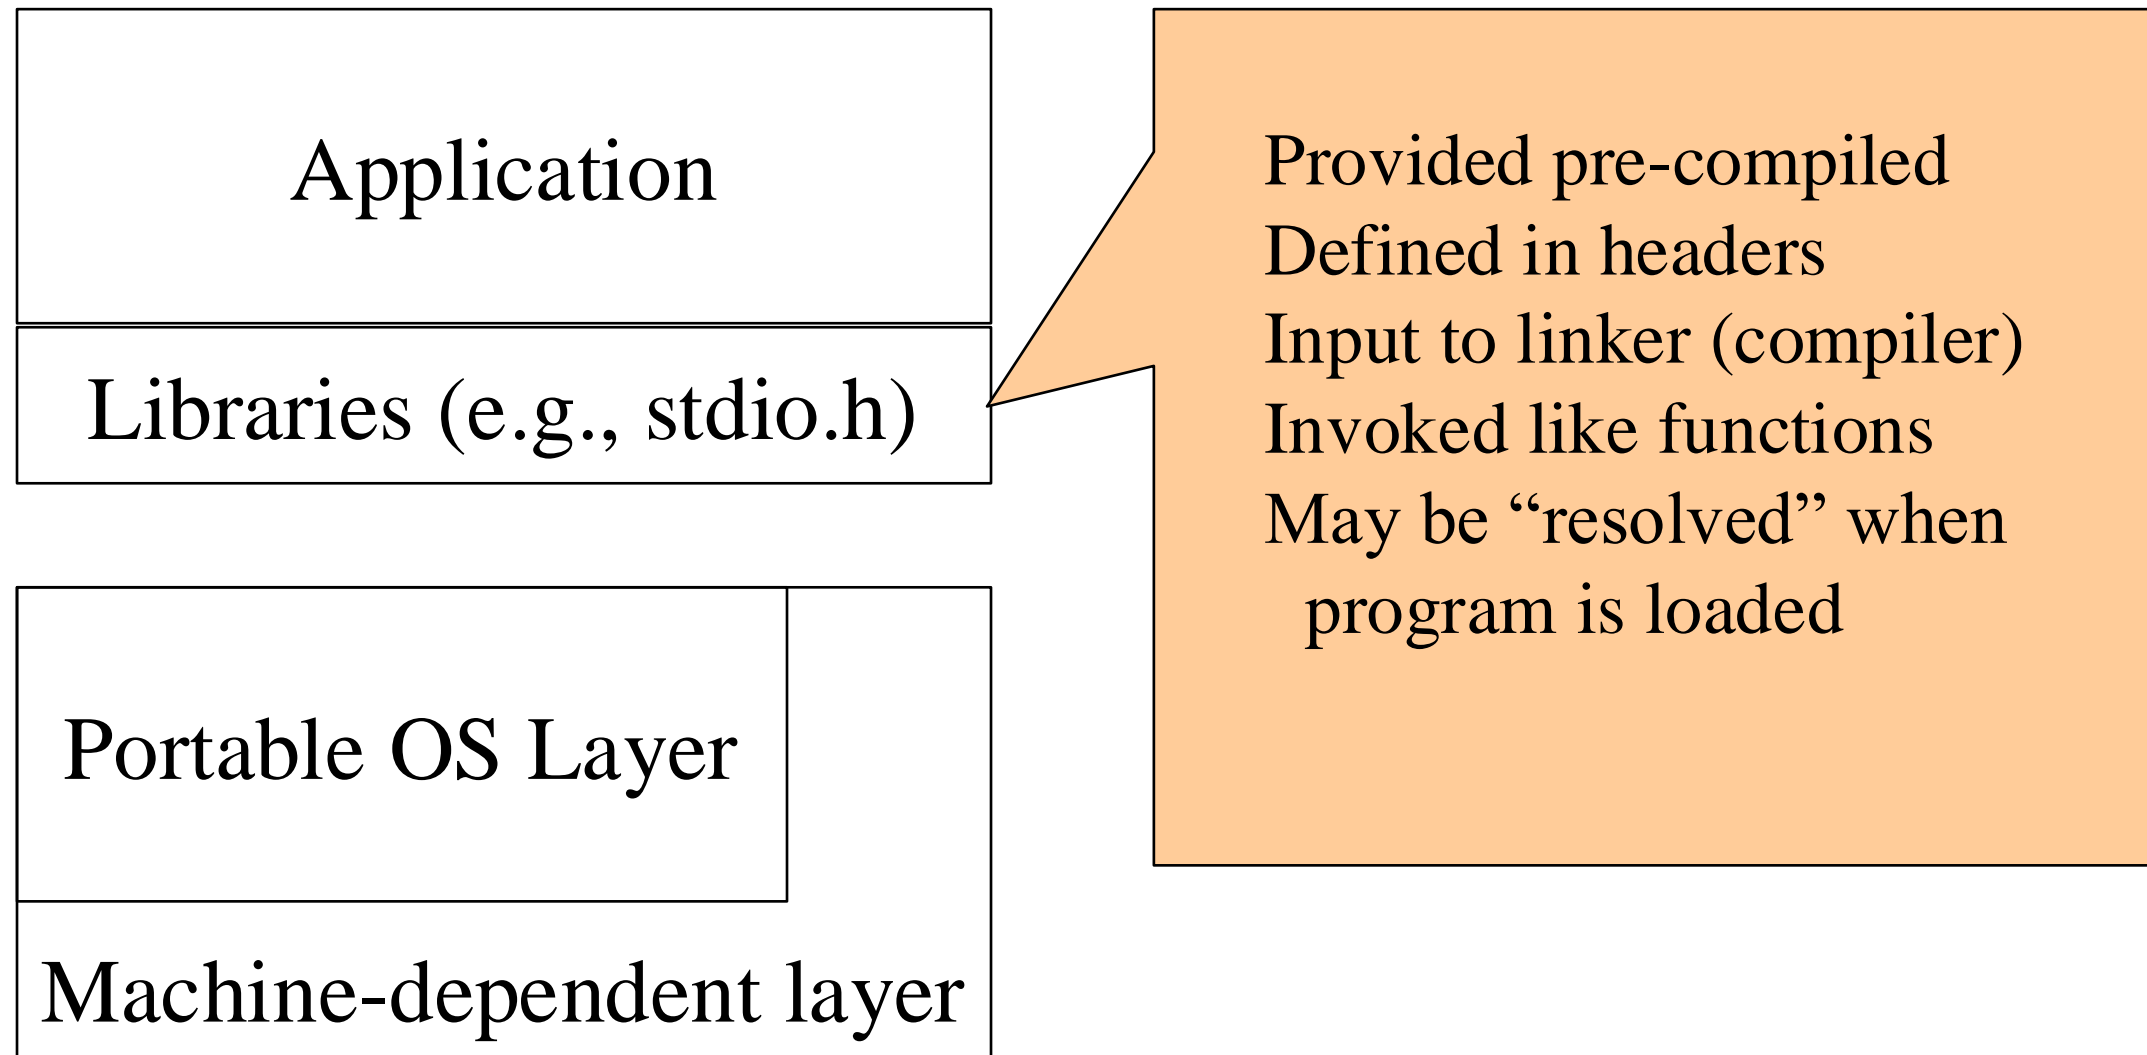 Application
Libraries (e.g., stdio.h)
Portable OS Layer
Machine-dependent layer
Provided pre-compiled
Defined in headers
Input to linker (compiler)
Invoked like functions
May be “resolved” when
program is loaded